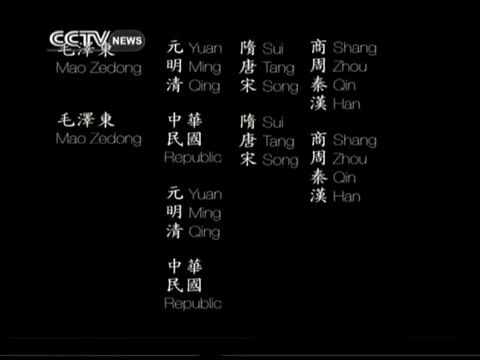 CCTV NEWS
毛澤東
Mao Zedong
毛澤東
Mao Zedong
元 Yuan
明 Ming
清 Qing
中華
民國
Republic
元 Yuan
明 Ming
清 Qing
中華
民國
Republic
隋 Sui
唐 Tang
宋 Song
隋 Sui
唐 Tang
宋 Song
商 Shang
周 Zhou
秦 Qin
漢 Han
商 Shang
周 Zhou
秦 Qin
漢 Han